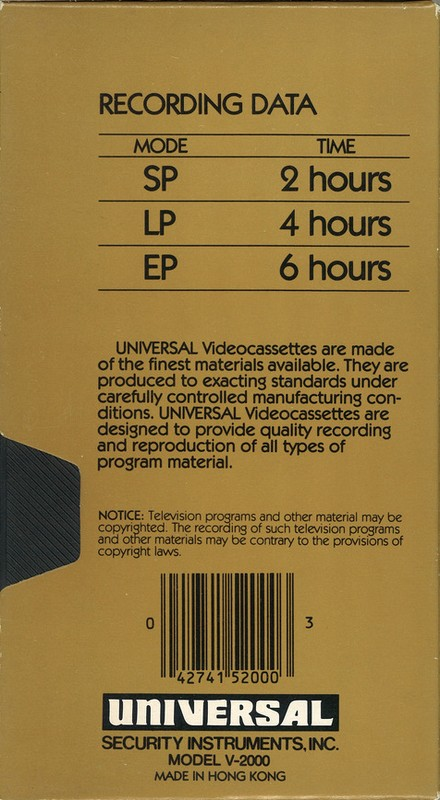 RECORDING DATA
MODE TIME
SP 2 hours
LP 4 hours
EP 6 hours
UNIVERSAL Videocassettes are made
of the finest materials available. They are
produced to exacting standards under
carefully controlled manufacturing con-
ditions. UNIVERSAL Videocassettes are
designed to provide quality recording
and reproduction of all types of
program material.
NOTICE: Television programs and other material may be
copyrighted. The recording of such television programs
and other materials may be contrary to the provisions of
copyright laws.
0 3
42741 52000
UNIVERSAL
SECURITY INSTRUMENTS, INC.
MODEL V-2000
MADE IN HONG KONG